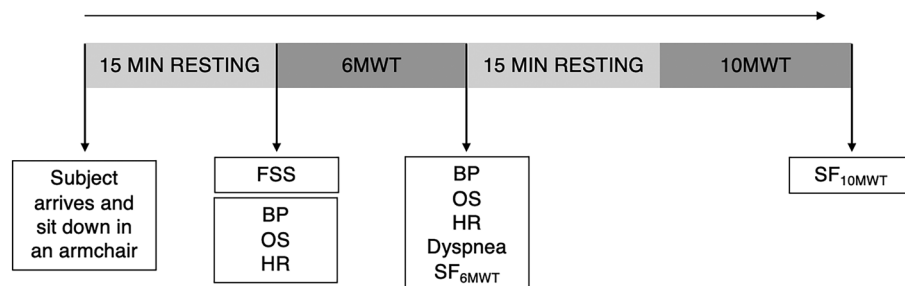 15 MIN RESTING 6MWT 15 MIN RESTING 10MWT
Subject
arrives and
sit down in
an armchair
FSS
BP
OS
HR
BP
OS
HR
Dyspnea
SF6MWT
SF10MWT